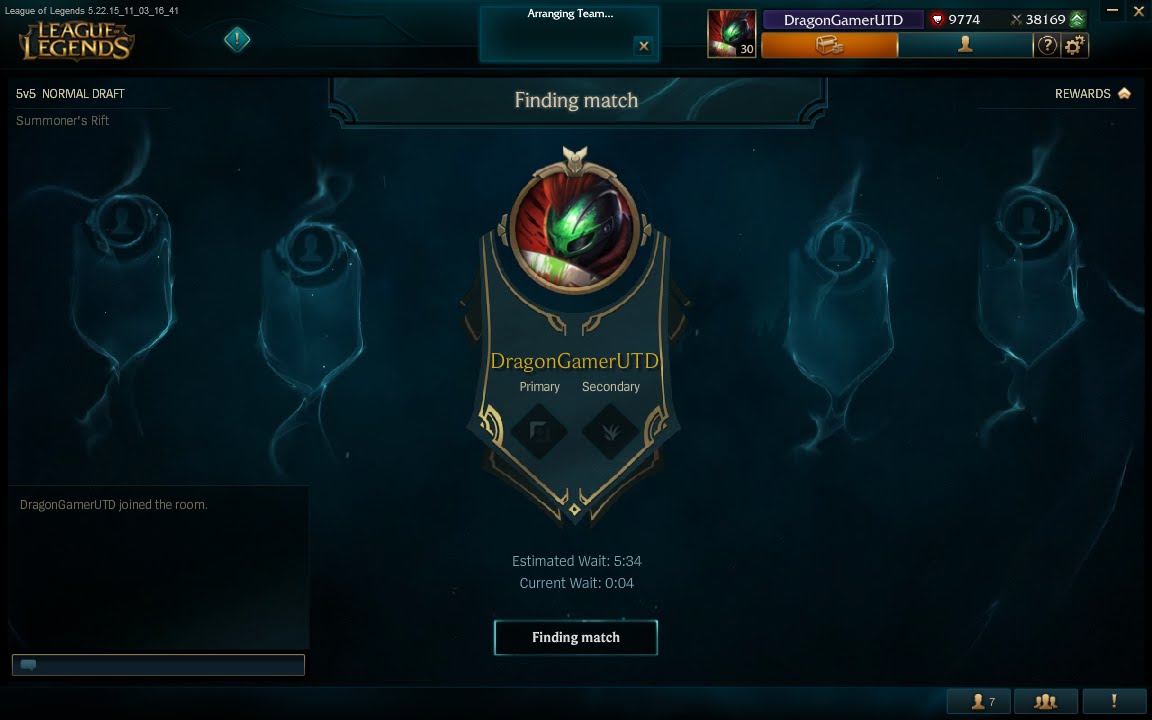 League of Legends 5.22.15_11_03_16_41
LEAGUE OF LEGENDS
!
Arranging Team...
X
30
DragonGamerUTD
9774
38169
?
5v5 NORMAL DRAFT
Summoner's Rift
Finding match
REWARDS
DragonGamerUTD
Primary Secondary
DragonGamerUTD joined the room.
Estimated Wait: 5:34
Current Wait: 0:04
Finding match
7
!